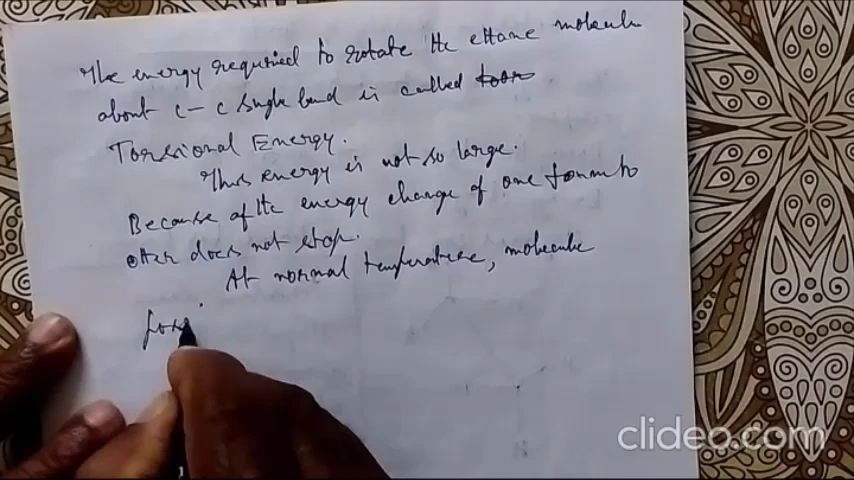 The energy required to rotate the ethane molecule
about C-C single bond is called
Torsional Energy.
This energy is not so large.
Because of the energy change of one form to
other does not stop.
At normal temperature, molecule
clideo.com